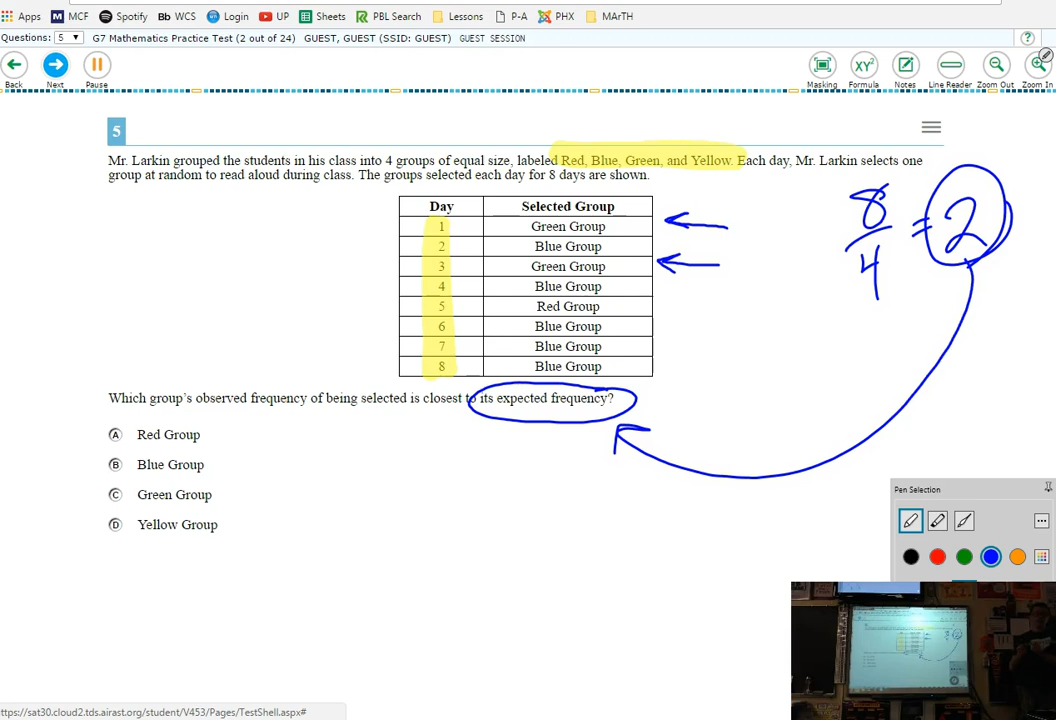 Apps MCF Spotify WCS Login UP Sheets PBL Search Lessons P-A PHX MArTH
Questions: 5 G7 Mathematics Practice Test (2 out of 24) GUEST, GUEST (SSID: GUEST) GUEST SESSION
Back Next Pause Masking Formula Notes Line Reader Zoom Out Zoom In
5
Mr. Larkin grouped the students in his class into 4 groups of equal size, labeled Red, Blue, Green, and Yellow. Each day, Mr. Larkin selects one
group at random to read aloud during class. The groups selected each day for 8 days are shown.
Day Selected Group
1 Green Group
2 Blue Group
3 Green Group
4 Blue Group
5 Red Group
6 Blue Group
7 Blue Group
8 Blue Group
8/4 = 2
Which group's observed frequency of being selected is closest to its expected frequency?
A Red Group
B Blue Group
C Green Group
D Yellow Group
Pen Selection
https://sat30.cloud2.tds.airast.org/student/V453/Pages/TestShell.aspx#